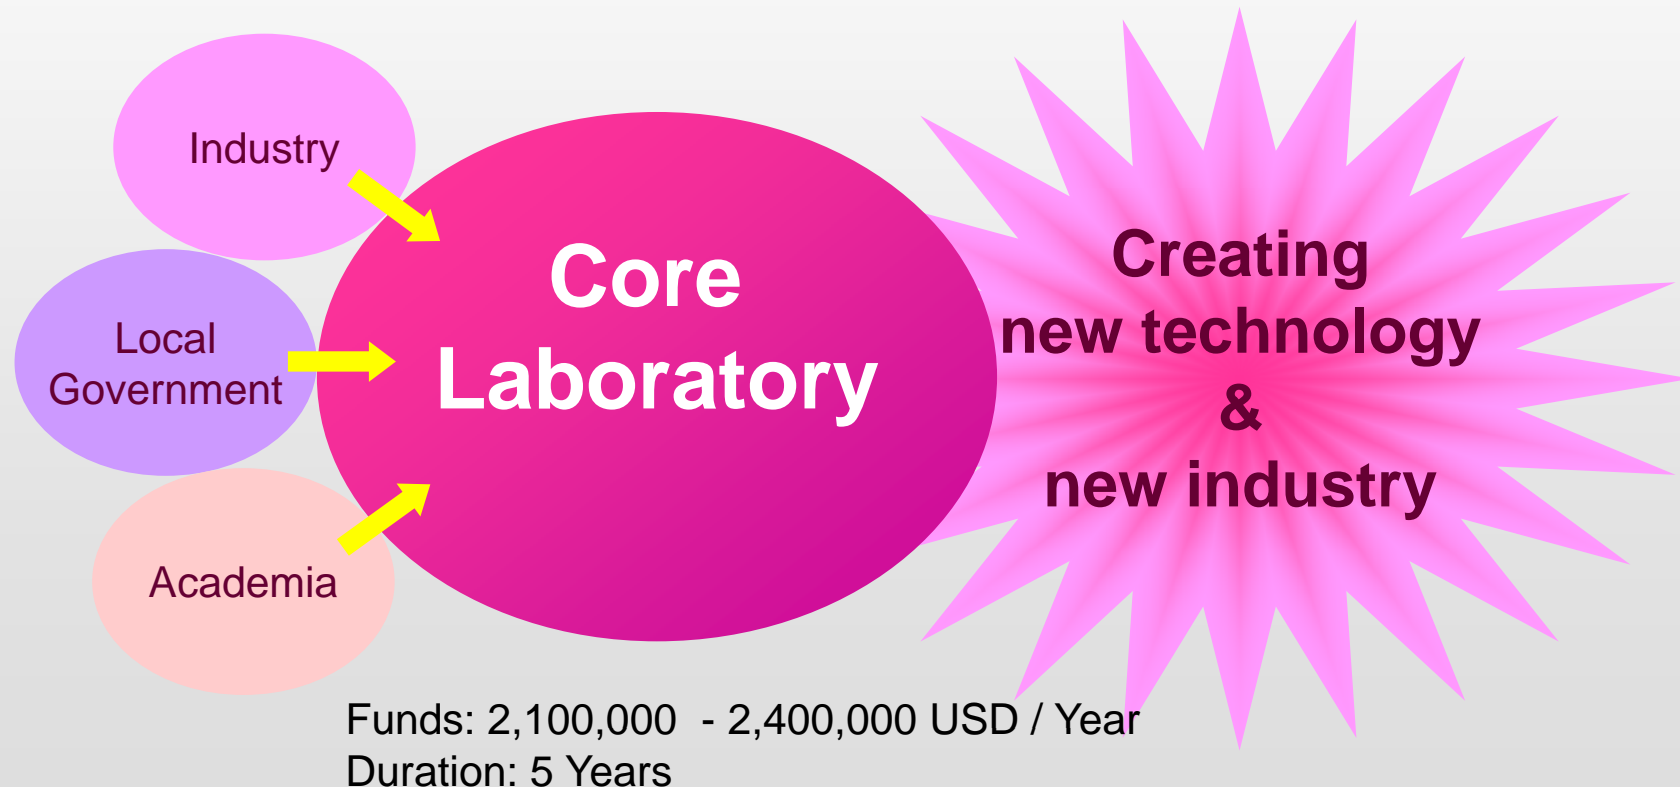 Industry
Local
Government
Academia
Core
Laboratory
Creating
new technology
&
new industry
Funds: 2,100,000  - 2,400,000 USD / Year
Duration: 5 Years